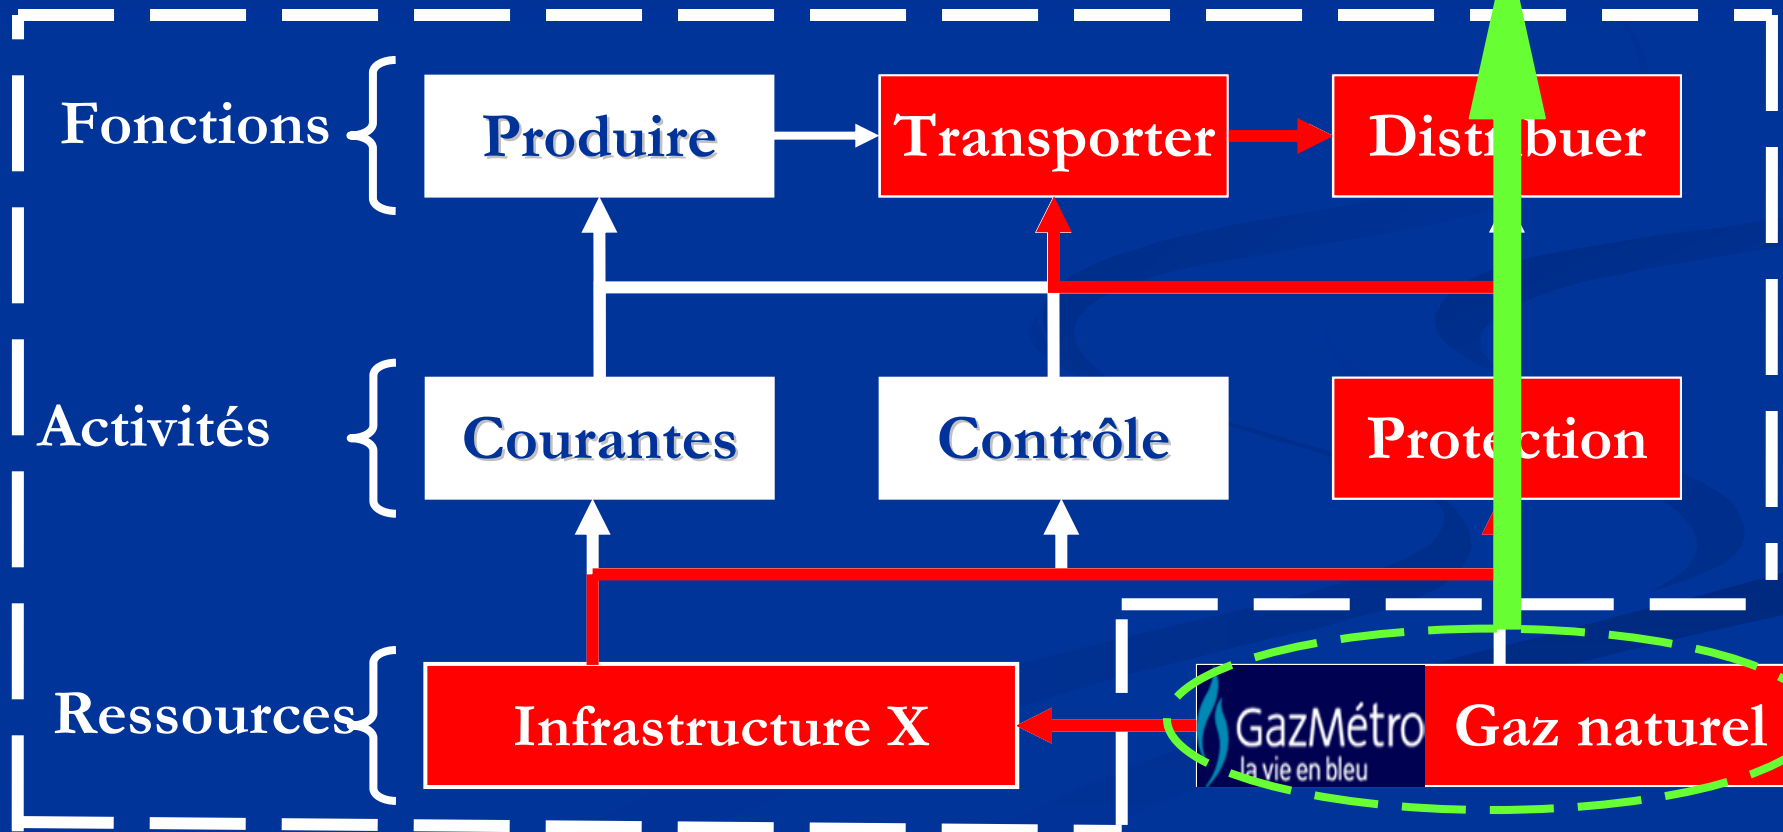 Fonctions
Produire
Transporter
Distribuer
Activités
Courantes
Contrôle
Protection
Ressources
Infrastructure X
GazMétro
la vie en bleu
Gaz naturel